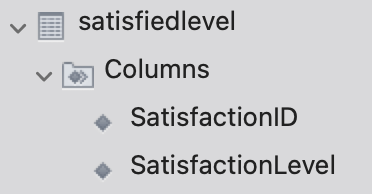 satisfiedlevel
Columns
SatisfactionID
SatisfactionLevel